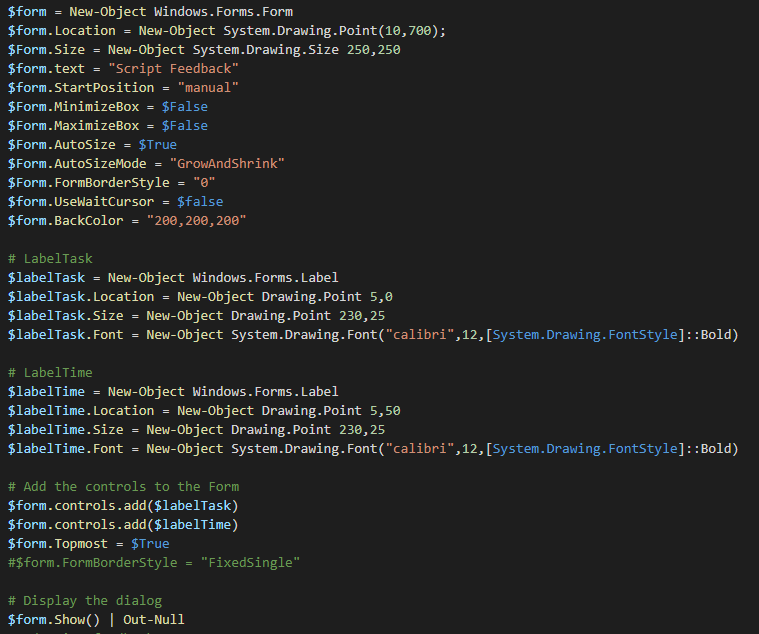 $form = New-Object Windows.Forms.Form
$form.Location = New-Object System.Drawing.Point(10,700);
$Form.Size = New-Object System.Drawing.Size 250,250
$form.text = "Script Feedback"
$form.StartPosition = "manual"
$Form.MinimizeBox = $False
$Form.MaximizeBox = $False
$Form.AutoSize = $True
$Form.AutoSizeMode = "GrowAndShrink"
$Form.FormBorderStyle = "0"
$form.UseWaitCursor = $false
$form.BackColor = "200,200,200"

# LabelTask
$labelTask = New-Object Windows.Forms.Label
$labelTask.Location = New-Object Drawing.Point 5,0
$labelTask.Size = New-Object Drawing.Point 230,25
$labelTask.Font = New-Object System.Drawing.Font("calibri",12,[System.Drawing.FontStyle]::Bold)

# LabelTime
$labelTime = New-Object Windows.Forms.Label
$labelTime.Location = New-Object Drawing.Point 5,50
$labelTime.Size = New-Object Drawing.Point 230,25
$labelTime.Font = New-Object System.Drawing.Font("calibri",12,[System.Drawing.FontStyle]::Bold)

# Add the controls to the Form
$form.controls.add($labelTask)
$form.controls.add($labelTime)
$form.Topmost = $True
#$form.FormBorderStyle = "FixedSingle"

# Display the dialog
$form.Show() | Out-Null